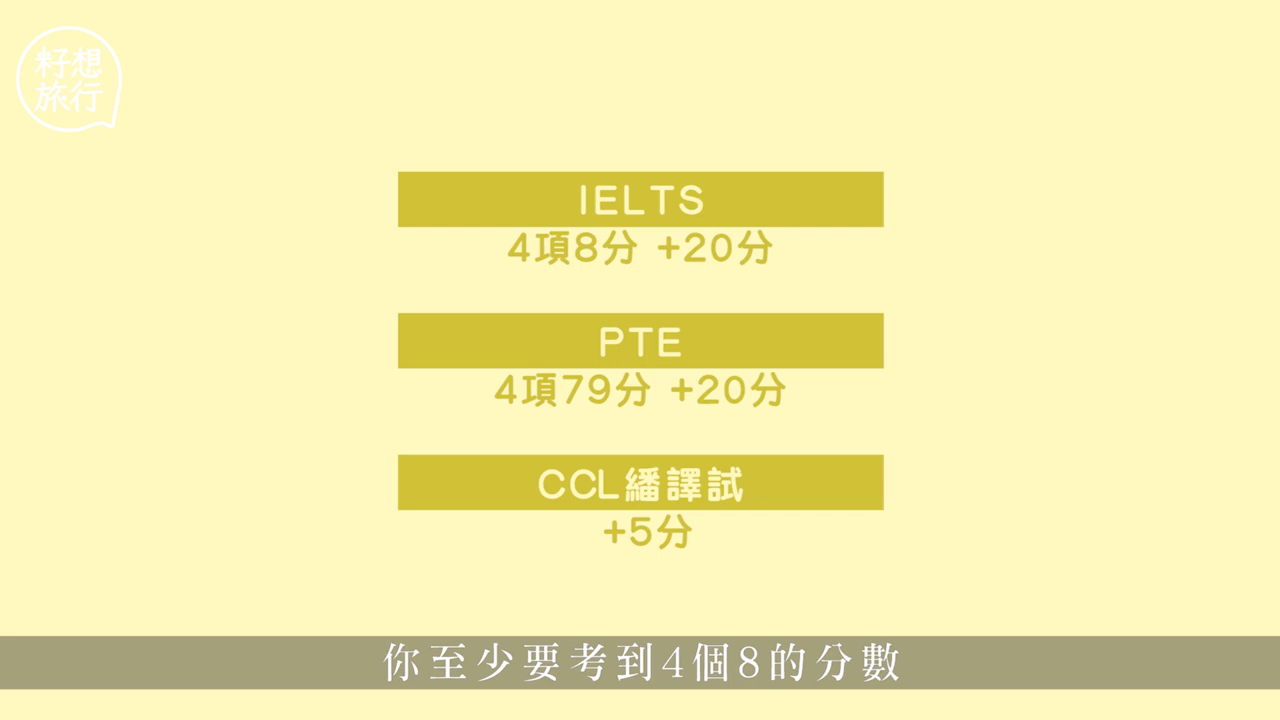 籽想
旅行
IELTS
4項8分 +20分
PTE
4項79分 +20分
CCL繙譯試
+5分
你至少要考到4個8的分數